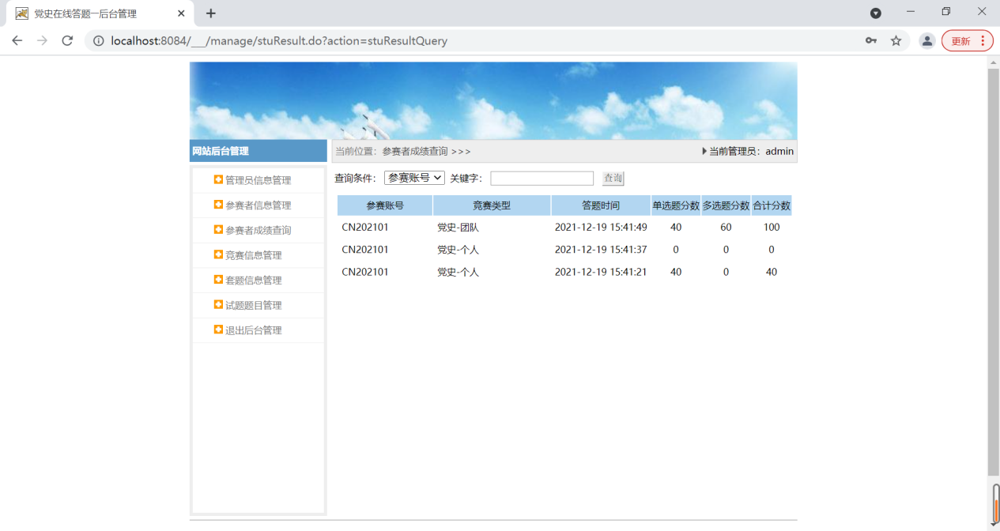 党史在线答题—后台管理
localhost:8084/___/manage/stuResult.do?action=stuResultQuery
更新
网站后台管理
当前位置：参赛者成绩查询 >>>
当前管理员：admin
管理员信息管理
参赛者信息管理
参赛者成绩查询
竞赛信息管理
套题信息管理
试题题目管理
退出后台管理
查询条件： 参赛账号 关键字： 查询
参赛账号 竞赛类型 答题时间 单选题分数 多选题分数 合计分数
CN202101 党史-团队 2021-12-19 15:41:49 40 60 100
CN202101 党史-个人 2021-12-19 15:41:37 0 0 0
CN202101 党史-个人 2021-12-19 15:41:21 40 0 40